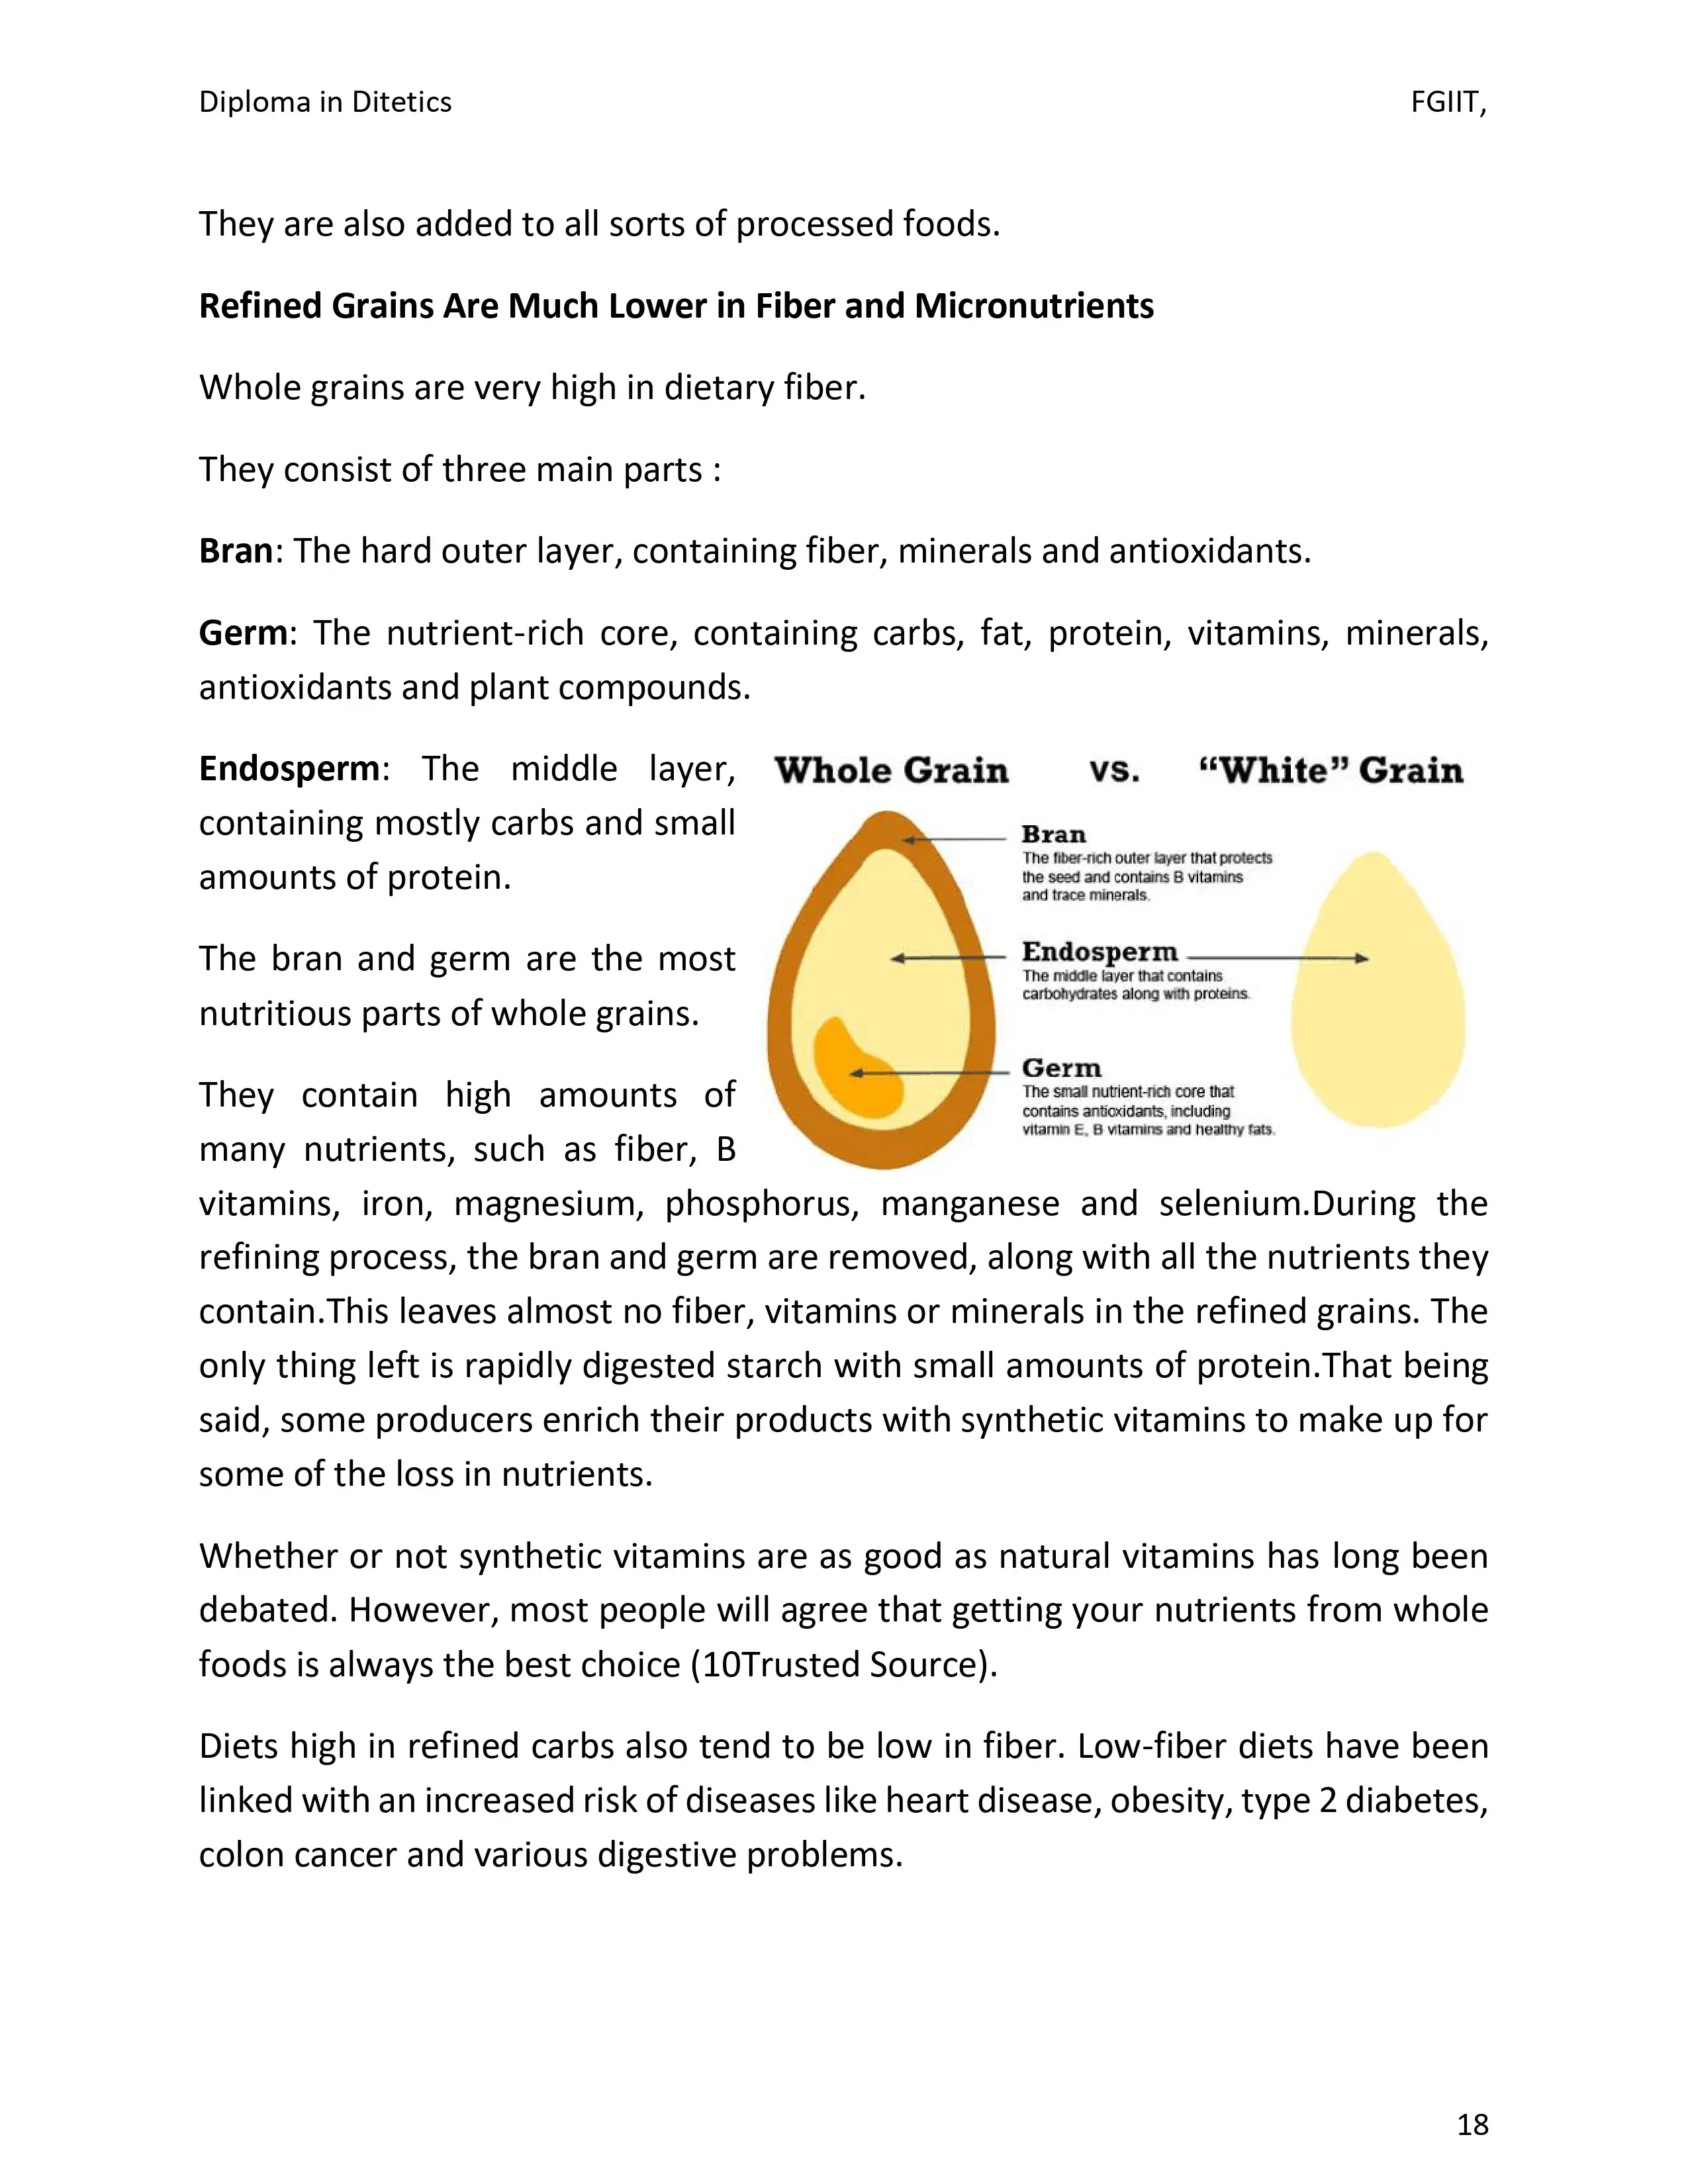 Diploma in Ditetics
FGIIT,
They are also added to all sorts of processed foods.
Refined Grains Are Much Lower in Fiber and Micronutrients
Whole grains are very high in dietary fiber.
They consist of three main parts :
Bran: The hard outer layer, containing fiber, minerals and antioxidants.
Germ: The nutrient-rich core, containing carbs, fat, protein, vitamins, minerals,
antioxidants and plant compounds.
Endosperm: The middle layer,
containing mostly carbs and small
amounts of protein.
The bran and germ are the most
nutritious parts of whole grains.
They contain high amounts of
many nutrients, such as fiber, B
Whole Grain vs. “White” Grain
Bran
The fiber-rich outer layer that protects
the seed and contains B vitamins
and trace minerals.
Endosperm
The middle layer that contains
carbohydrates along with proteins.
Germ
The small nutrient-rich core that
contains antioxidants, including
vitamin E, B vitamins and healthy fats.
vitamins, iron, magnesium, phosphorus, manganese and selenium.During the
refining process, the bran and germ are removed, along with all the nutrients they
contain.This leaves almost no fiber, vitamins or minerals in the refined grains. The
only thing left is rapidly digested starch with small amounts of protein.That being
said, some producers enrich their products with synthetic vitamins to make up for
some of the loss in nutrients.
Whether or not synthetic vitamins are as good as natural vitamins has long been
debated. However, most people will agree that getting your nutrients from whole
foods is always the best choice (10Trusted Source).
Diets high in refined carbs also tend to be low in fiber. Low-fiber diets have been
linked with an increased risk of diseases like heart disease, obesity, type 2 diabetes,
colon cancer and various digestive problems.
18